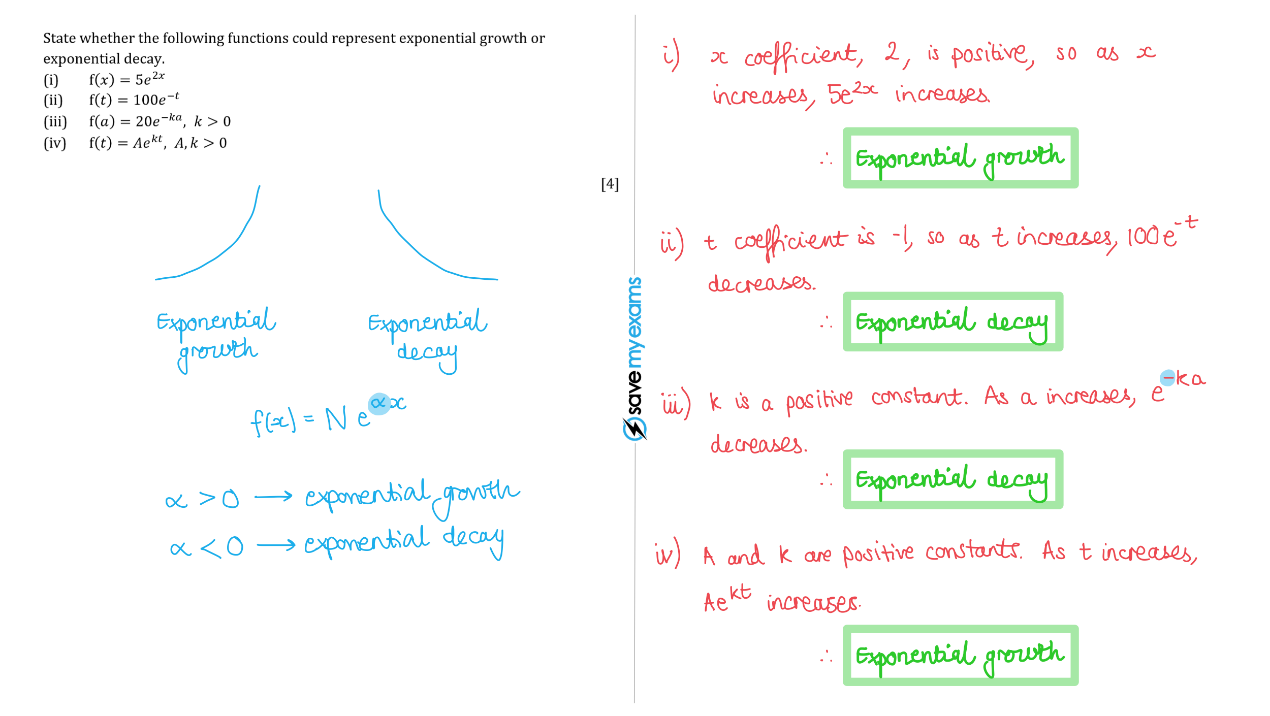 State whether the following functions could represent exponential growth or
exponential decay.
(i) f(x) = 5e^{2x}
(ii) f(t) = 100e^{−t}
(iii) f(a) = 20e^{−ka}, k > 0
(iv) f(t) = Ae^{kt}, A, k > 0
[4]
Exponential growth
Exponential decay
f(x) = N e^{αx}
α > 0 → exponential growth
α < 0 → exponential decay
savemyexams
i) x coefficient, 2, is positive, so as x
increases, 5e^{2x} increases.
∴ Exponential growth
ii) t coefficient is -1, so as t increases, 100e^{-t}
decreases.
∴ Exponential decay
iii) k is a positive constant. As a increases, e^{-ka}
decreases.
∴ Exponential decay
iv) A and k are positive constants. As t increases,
Ae^{kt} increases.
∴ Exponential growth